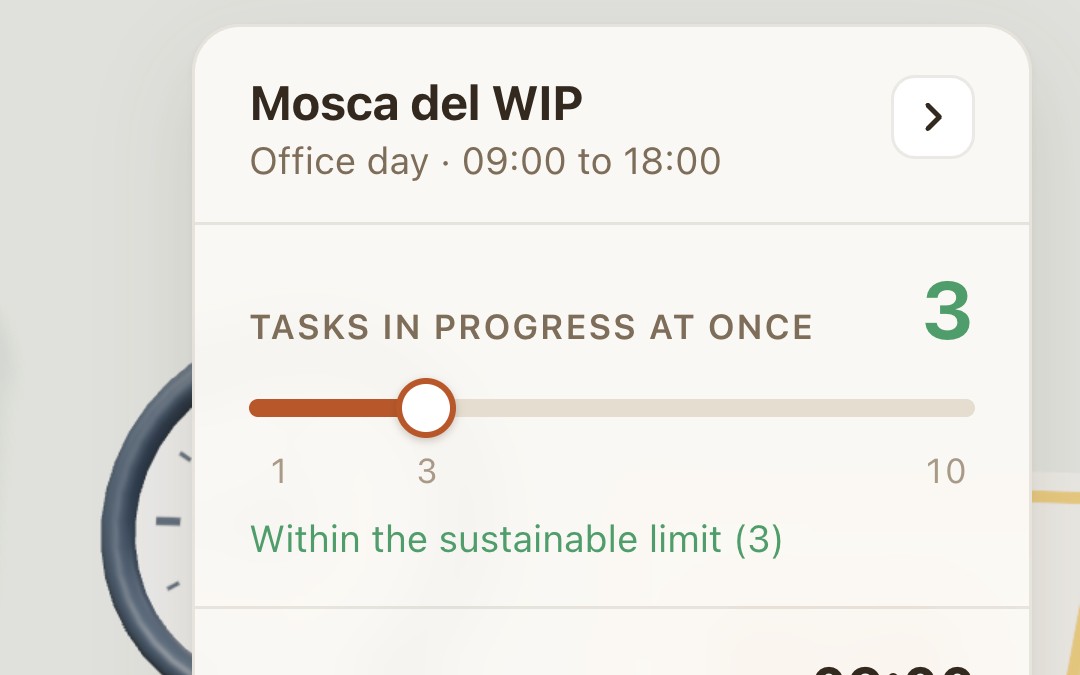 Mosca del WIP
Office day · 09:00 to 18:00
TASKS IN PROGRESS AT ONCE
3
1
3
10
Within the sustainable limit (3)